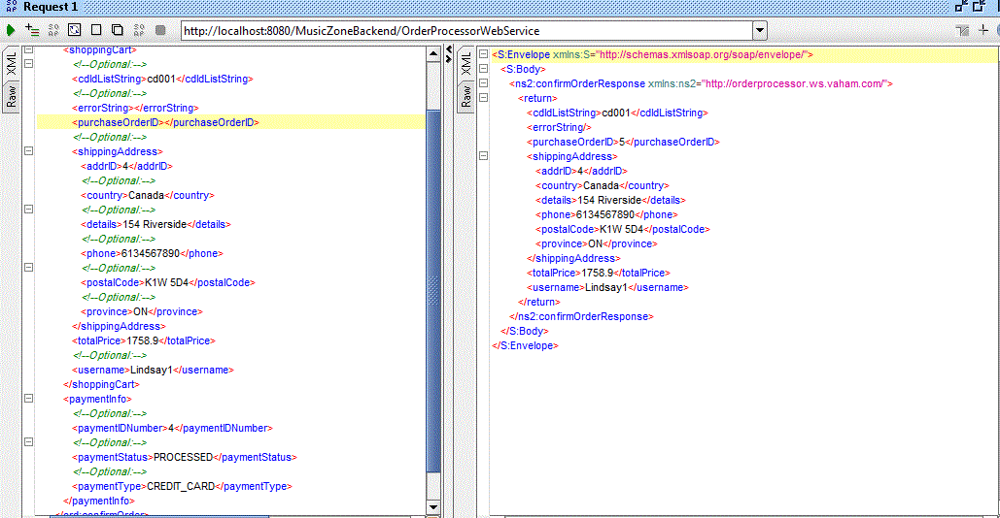 Request 1
http://localhost:8080/MusicZoneBackend/OrderProcessorWebService
XML
Raw
<shoppingCart>
<!--Optional:-->
<cdIdListString>cd001</cdIdListString>
<!--Optional:-->
<errorString></errorString>
<purchaseOrderID></purchaseOrderID>
<!--Optional:-->
<shippingAddress>
<addrID>4</addrID>
<!--Optional:-->
<country>Canada</country>
<!--Optional:-->
<details>154 Riverside</details>
<!--Optional:-->
<phone>6134567890</phone>
<!--Optional:-->
<postalCode>K1W 5D4</postalCode>
<!--Optional:-->
<province>ON</province>
</shippingAddress>
<totalPrice>1758.9</totalPrice>
<!--Optional:-->
<username>Lindsay1</username>
</shoppingCart>
<paymentInfo>
<!--Optional:-->
<paymentIDNumber>4</paymentIDNumber>
<!--Optional:-->
<paymentStatus>PROCESSED</paymentStatus>
<!--Optional:-->
<paymentType>CREDIT_CARD</paymentType>
</paymentInfo>
</ord:confirmOrder>
XML
Raw
<S:Envelope xmlns:S="http://schemas.xmlsoap.org/soap/envelope/">
<S:Body>
<ns2:confirmOrderResponse xmlns:ns2="http://orderprocessor.ws.vaham.com/">
<return>
<cdIdListString>cd001</cdIdListString>
<errorString/>
<purchaseOrderID>5</purchaseOrderID>
<shippingAddress>
<addrID>4</addrID>
<country>Canada</country>
<details>154 Riverside</details>
<phone>6134567890</phone>
<postalCode>K1W 5D4</postalCode>
<province>ON</province>
</shippingAddress>
<totalPrice>1758.9</totalPrice>
<username>Lindsay1</username>
</return>
</ns2:confirmOrderResponse>
</S:Body>
</S:Envelope>